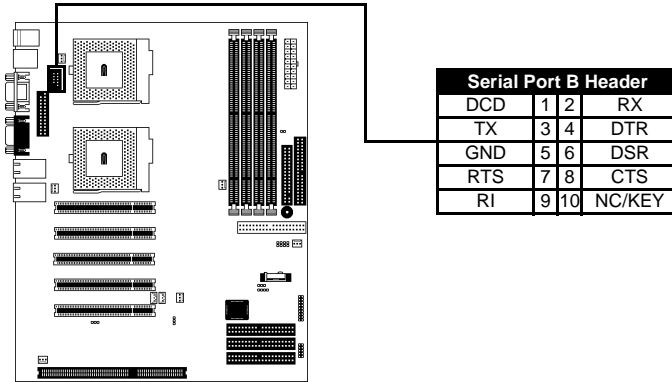 Serial Port B Header
DCD 1 2 RX
TX 3 4 DTR
GND 5 6 DSR
RTS 7 8 CTS
RI 9 10 NC/KEY